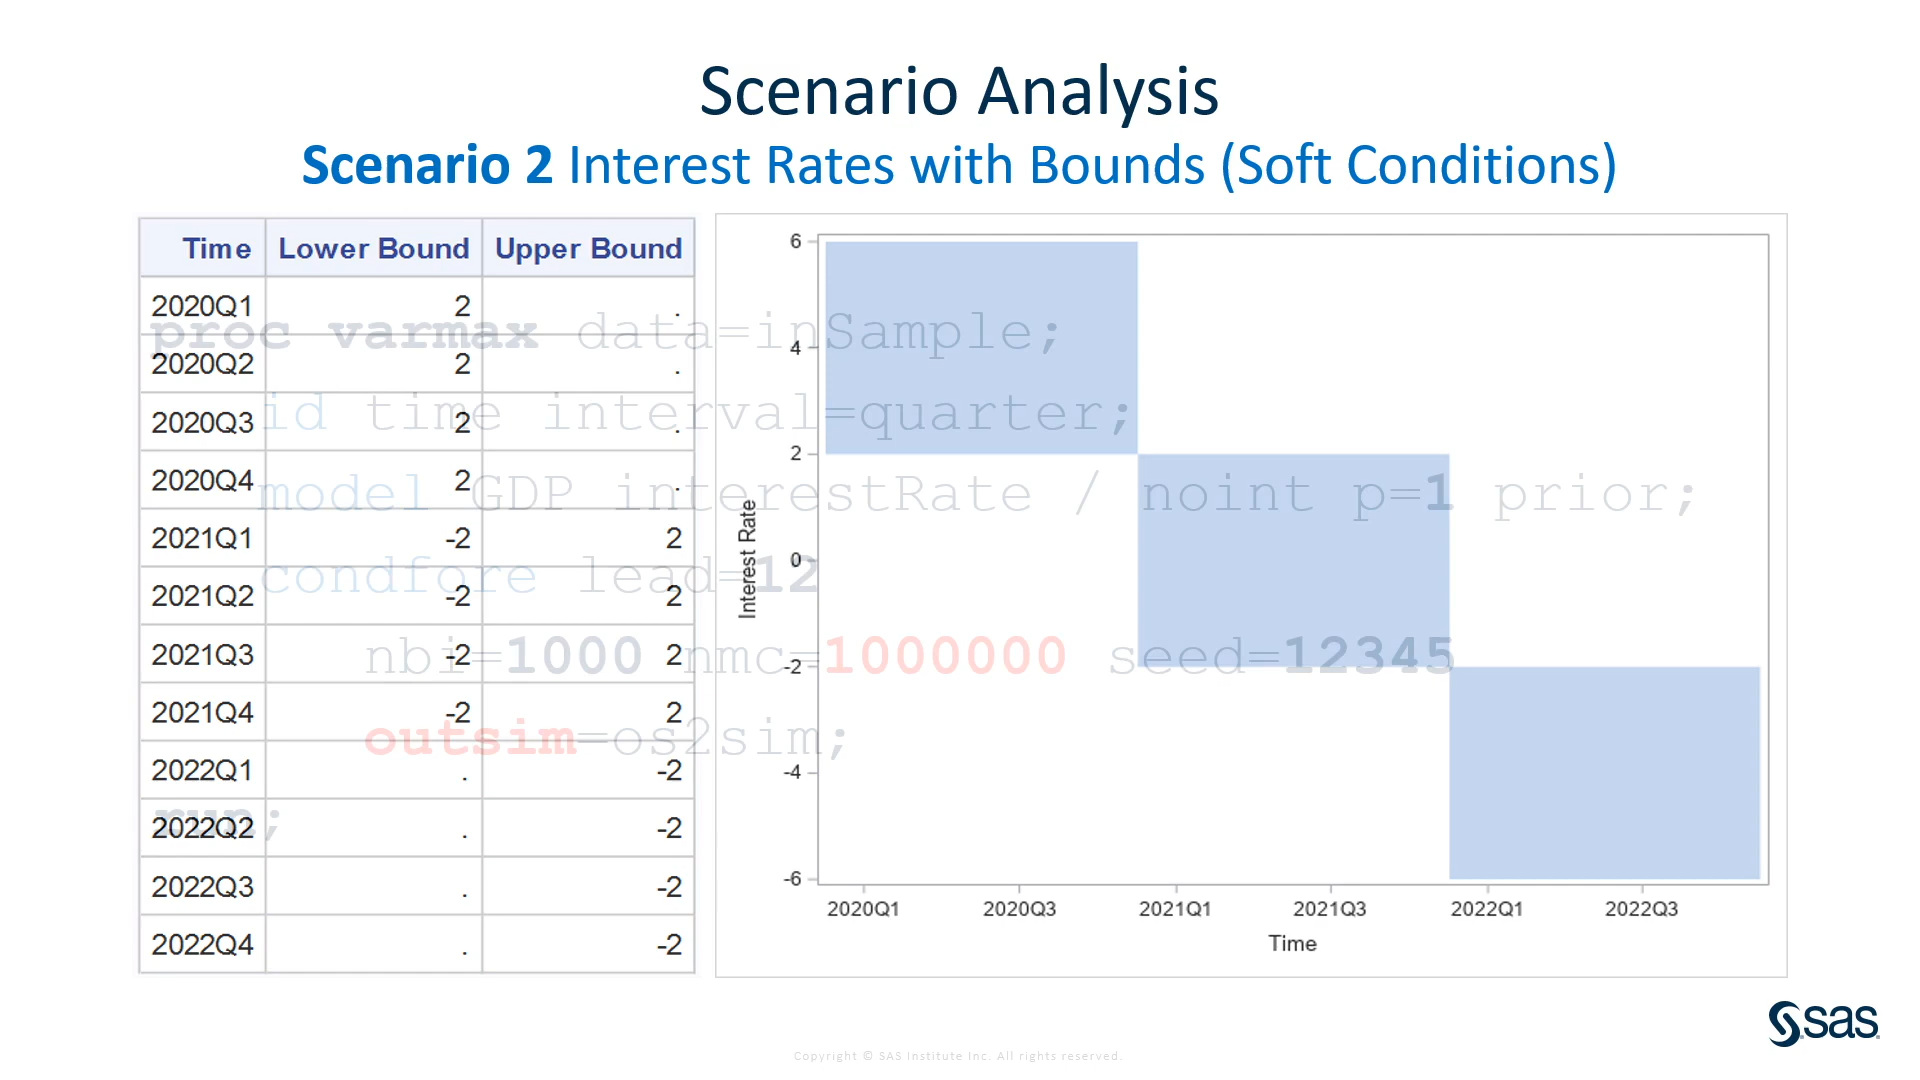 Scenario Analysis
Scenario 2 Interest Rates with Bounds (Soft Conditions)
Time Lower Bound Upper Bound
2020Q1 2 .
2020Q2 2 .
2020Q3 2 .
2020Q4 2 .
2021Q1 -2 2
2021Q2 -2 2
2021Q3 -2 2
2021Q4 -2 2
2022Q1 . -2
2022Q2 . -2
2022Q3 . -2
2022Q4 . -2
proc varmax data=inSample;
id time interval=quarter;
model GDP interestRate / noint p=1 prior;
condfore lead=12
nbi=1000 nmc=1000000 seed=12345
outsim=os2sim;
run;
6
4
2
0
-2
-4
-6
Interest Rate
2020Q1 2020Q3 2021Q1 2021Q3 2022Q1 2022Q3
Time
sas
Copyright © SAS Institute Inc. All rights reserved.